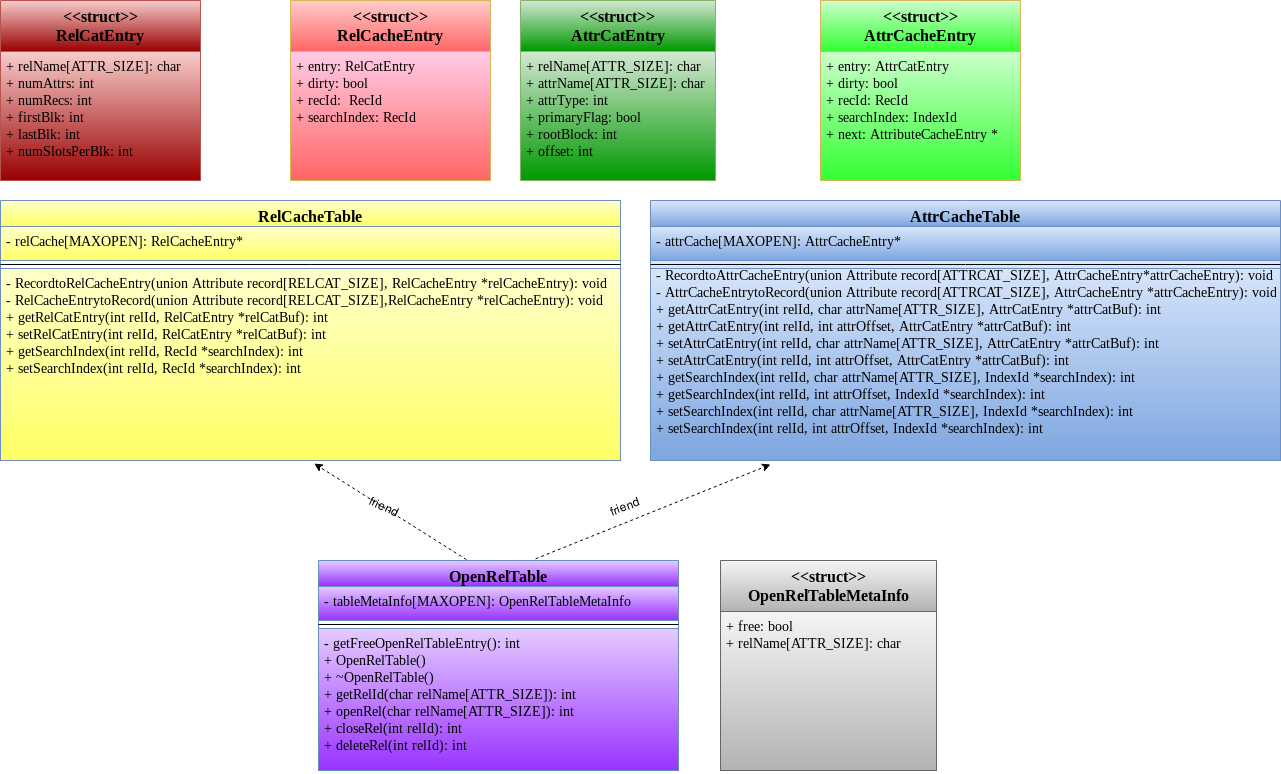 <<struct>>
RelCatEntry
+ relName[ATTR_SIZE]: char
+ numAttrs: int
+ numRecs: int
+ firstBlk: int
+ lastBlk: int
+ numSlotsPerBlk: int
<<struct>>
RelCacheEntry
+ entry: RelCatEntry
+ dirty: bool
+ recId:  RecId
+ searchIndex: RecId
<<struct>>
AttrCatEntry
+ relName[ATTR_SIZE]: char
+ attrName[ATTR_SIZE]: char
+ attrType: int
+ primaryFlag: bool
+ rootBlock: int
+ offset: int
<<struct>>
AttrCacheEntry
+ entry: AttrCatEntry
+ dirty: bool
+ recId: RecId
+ searchIndex: IndexId
+ next: AttributeCacheEntry *
RelCacheTable
- relCache[MAXOPEN]: RelCacheEntry*
- RecordtoRelCacheEntry(union Attribute record[RELCAT_SIZE], RelCacheEntry *relCacheEntry): void
- RelCacheEntrytoRecord(union Attribute record[RELCAT_SIZE],RelCacheEntry *relCacheEntry): void
+ getRelCatEntry(int relId, RelCatEntry *relCatBuf): int
+ setRelCatEntry(int relId, RelCatEntry *relCatBuf): int
+ getSearchIndex(int relId, RecId *searchIndex): int
+ setSearchIndex(int relId, RecId *searchIndex): int
AttrCacheTable
- attrCache[MAXOPEN]: AttrCacheEntry*
- RecordtoAttrCacheEntry(union Attribute record[ATTRCAT_SIZE], AttrCacheEntry*attrCacheEntry): void
- AttrCacheEntrytoRecord(union Attribute record[ATTRCAT_SIZE], AttrCacheEntry *attrCacheEntry): void
+ getAttrCatEntry(int relId, char attrName[ATTR_SIZE], AttrCatEntry *attrCatBuf): int
+ getAttrCatEntry(int relId, int attrOffset, AttrCatEntry *attrCatBuf): int
+ setAttrCatEntry(int relId, char attrName[ATTR_SIZE], AttrCatEntry *attrCatBuf): int
+ setAttrCatEntry(int relId, int attrOffset, AttrCatEntry *attrCatBuf): int
+ getSearchIndex(int relId, char attrName[ATTR_SIZE], IndexId *searchIndex): int
+ getSearchIndex(int relId, int attrOffset, IndexId *searchIndex): int
+ setSearchIndex(int relId, char attrName[ATTR_SIZE], IndexId *searchIndex): int
+ setSearchIndex(int relId, int attrOffset, IndexId *searchIndex): int
friend
friend
OpenRelTable
- tableMetaInfo[MAXOPEN]: OpenRelTableMetaInfo
- getFreeOpenRelTableEntry(): int
+ OpenRelTable()
+ ~OpenRelTable()
+ getRelId(char relName[ATTR_SIZE]): int
+ openRel(char relName[ATTR_SIZE]): int
+ closeRel(int relId): int
+ deleteRel(int relId): int
<<struct>>
OpenRelTableMetaInfo
+ free: bool
+ relName[ATTR_SIZE]: char